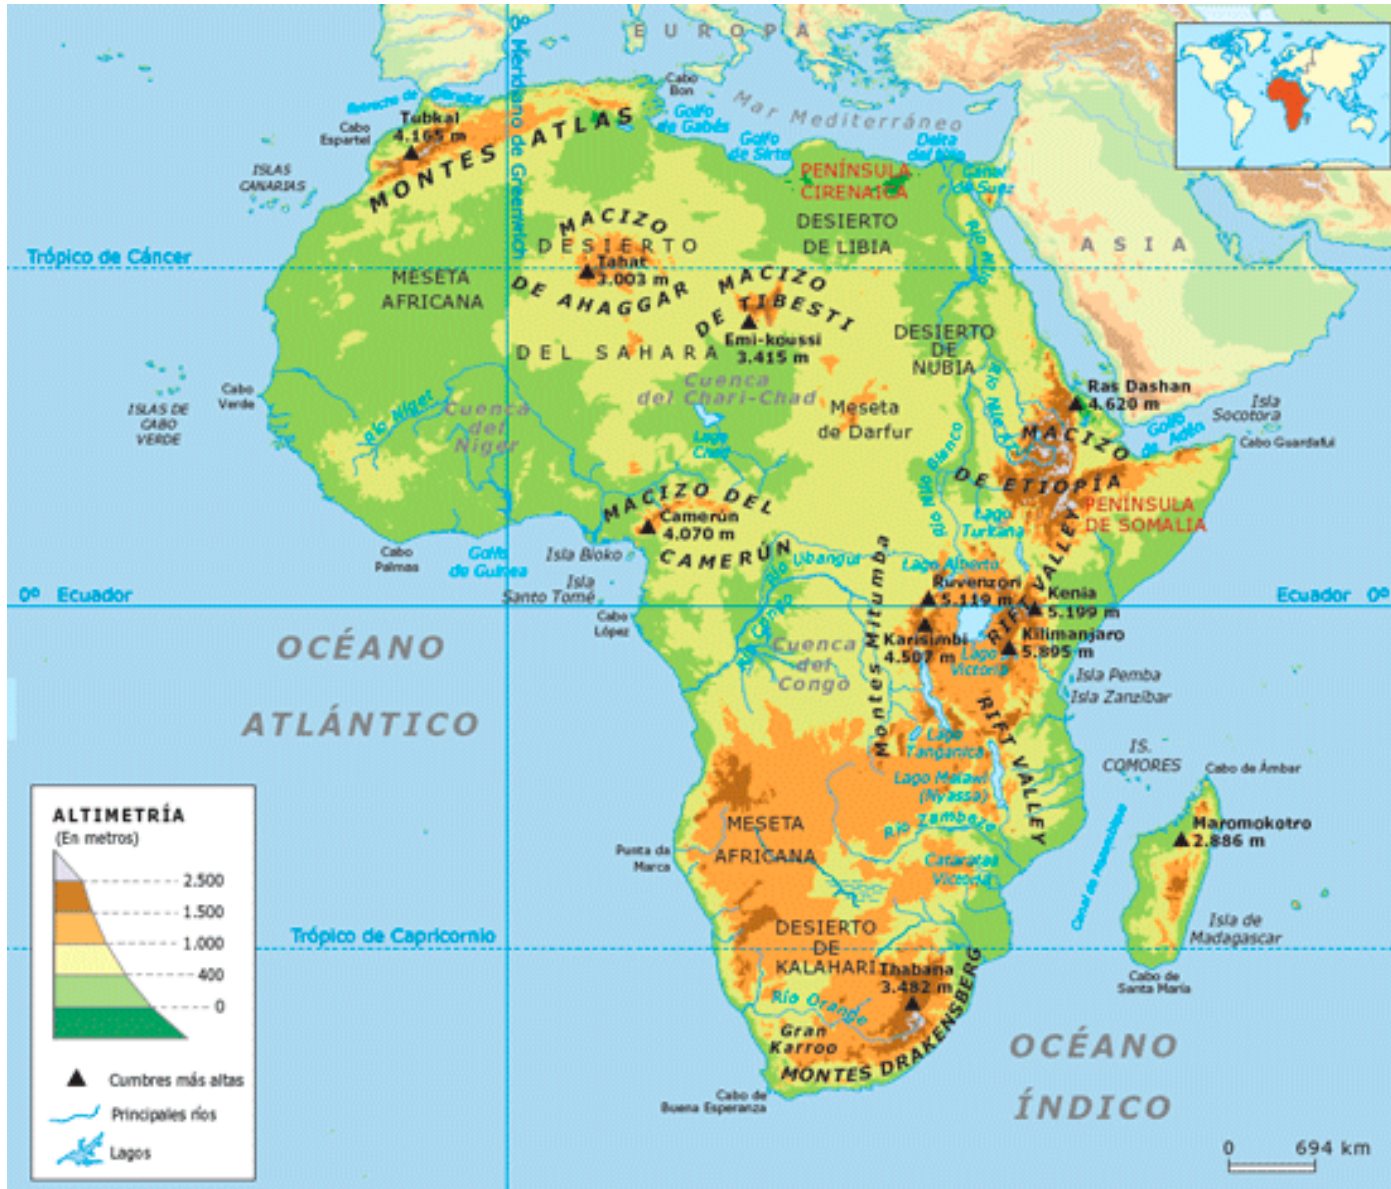 EUROPA
0º Meridiano de Greenwich
Cabo
Bon
Estrecho de Gibraltar
Mar Mediterráneo
Golfo
de Gabés
Golfo
de Sirte
Delta
del Nilo
Canal
de Suez
Cabo
Espartel
Tubkal
4.165 m
MONTES ATLAS
ISLAS
CANARIAS
PENÍNSULA
CIRENAICA
DESIERTO
DE LIBIA
ASIA
Trópico de Cáncer
MESETA
AFRICANA
MACIZO
DE AHAGGAR
DESIERTO
DEL SAHARA
Tahat
3.003 m
MACIZO
DE TIBESTI
Emi-koussi
3.415 m
Río Nilo
DESIERTO
DE
NUBIA
Ras Dashan
4.620 m
Isla
Socotora
Golfo
de Adén
Cabo Guardafui
Cabo
Verde
ISLAS DE
CABO
VERDE
Río Níger
Cuenca
del
Níger
Cuenca
del Chari-Chad
Lago
Chad
Meseta
de Darfur
Río Nilo Azul
Río Nilo Blanco
MACIZO
DE ETIOPÍA
PENÍNSULA
DE SOMALIA
Lago
Turkana
MACIZO DEL
CAMERÚN
Camerún
4.070 m
Cabo
Palmas
Golfo
de Guinea
Isla Bioko
Isla
Santo Tomé
Cabo
López
Río Ubangui
Río Congo
Cuenca
del
Congo
Montes Mitumba
Lago Alberto
Ruvenzori
5.119 m
RIFT VALLEY
Kenia
5.199 m
0º Ecuador
Ecuador 0º
Karisimbi
4.507 m
Kilimanjaro
5.895 m
Lago
Victoria
Isla Pemba
Isla Zanzibar
OCÉANO
ATLÁNTICO
RIFT VALLEY
Lago
Tanganica
Lago Malawi
(Nyassa)
IS.
COMORES
Cabo de Ámbar
Maromokotro
2.886 m
Río Zambeze
MESETA
AFRICANA
Punta da
Marca
Cataratas
Victoria
Canal de Mozambique
Isla de
Madagascar
Cabo de
Santa María
Trópico de Capricornio
DESIERTO
DE
KALAHARI
Thabana
3.482 m
Río Orange
Gran
Karroo
MONTES DRAKENSBERG
Cabo de
Buena Esperanza
OCÉANO
ÍNDICO
ALTIMETRÍA
(En metros)
2.500
1.500
1.000
400
0
Cumbres más altas
Principales ríos
Lagos
0 694 km